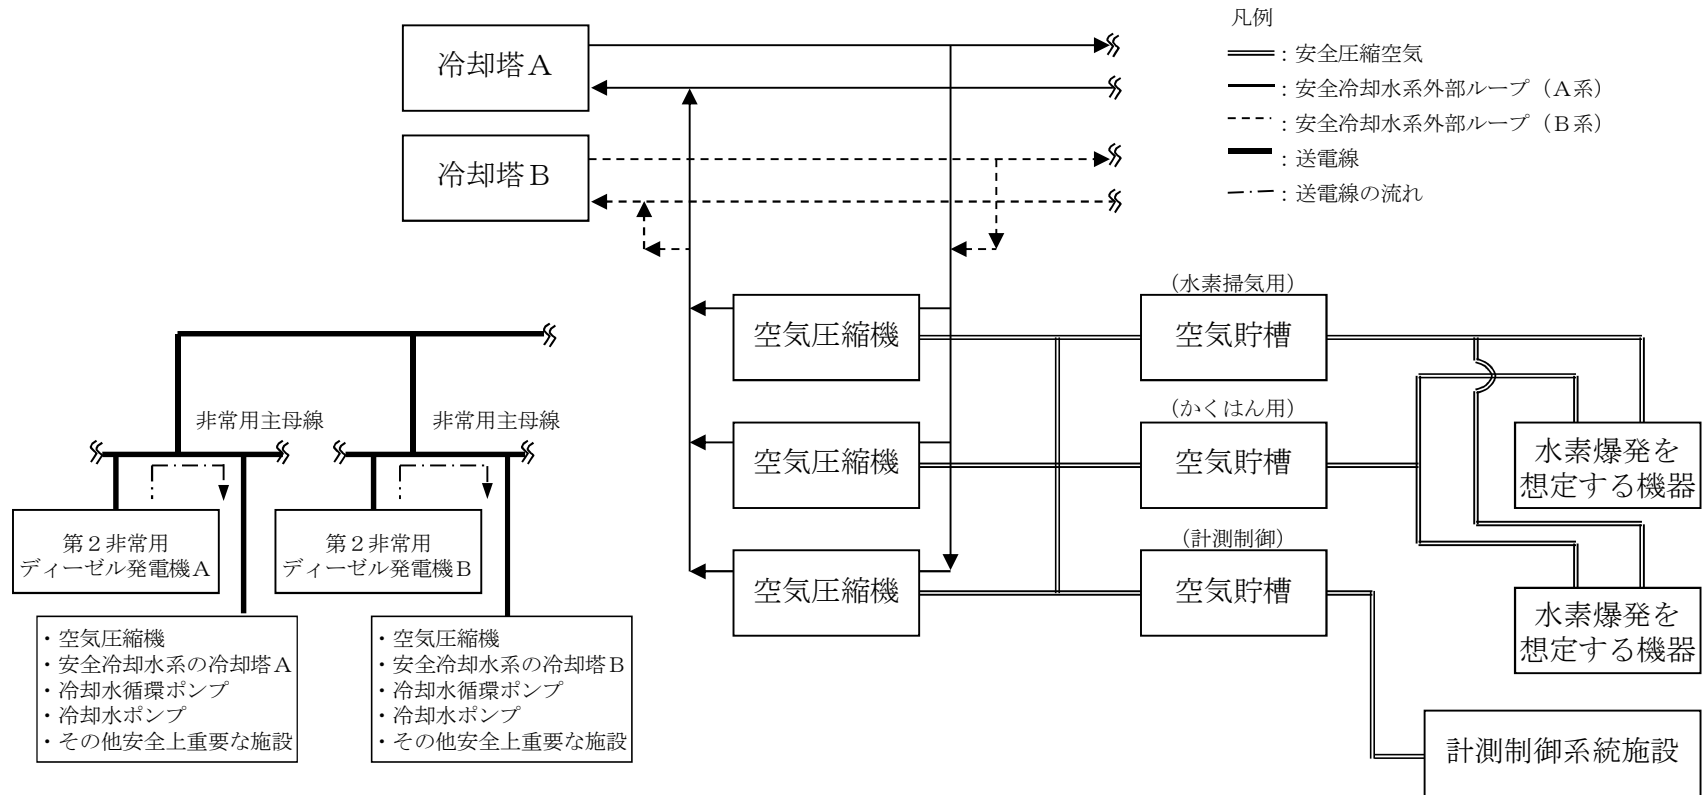 凡例
：安全圧縮空気
：安全冷却水系外部ループ（Ａ系）
：安全冷却水系外部ループ（Ｂ系）
：送電線
：送電線の流れ
冷却塔Ａ
冷却塔Ｂ
（水素掃気用）
空気圧縮機
空気貯槽
（かくはん用）
空気圧縮機
空気貯槽
（計測制御）
空気圧縮機
空気貯槽
水素爆発を
想定する機器
水素爆発を
想定する機器
計測制御系統施設
非常用主母線
非常用主母線
第２非常用
ディーゼル発電機Ａ
第２非常用
ディーゼル発電機Ｂ
・空気圧縮機
・安全冷却水系の冷却塔Ａ
・冷却水循環ポンプ
・冷却水ポンプ
・その他安全上重要な施設
・空気圧縮機
・安全冷却水系の冷却塔Ｂ
・冷却水循環ポンプ
・冷却水ポンプ
・その他安全上重要な施設